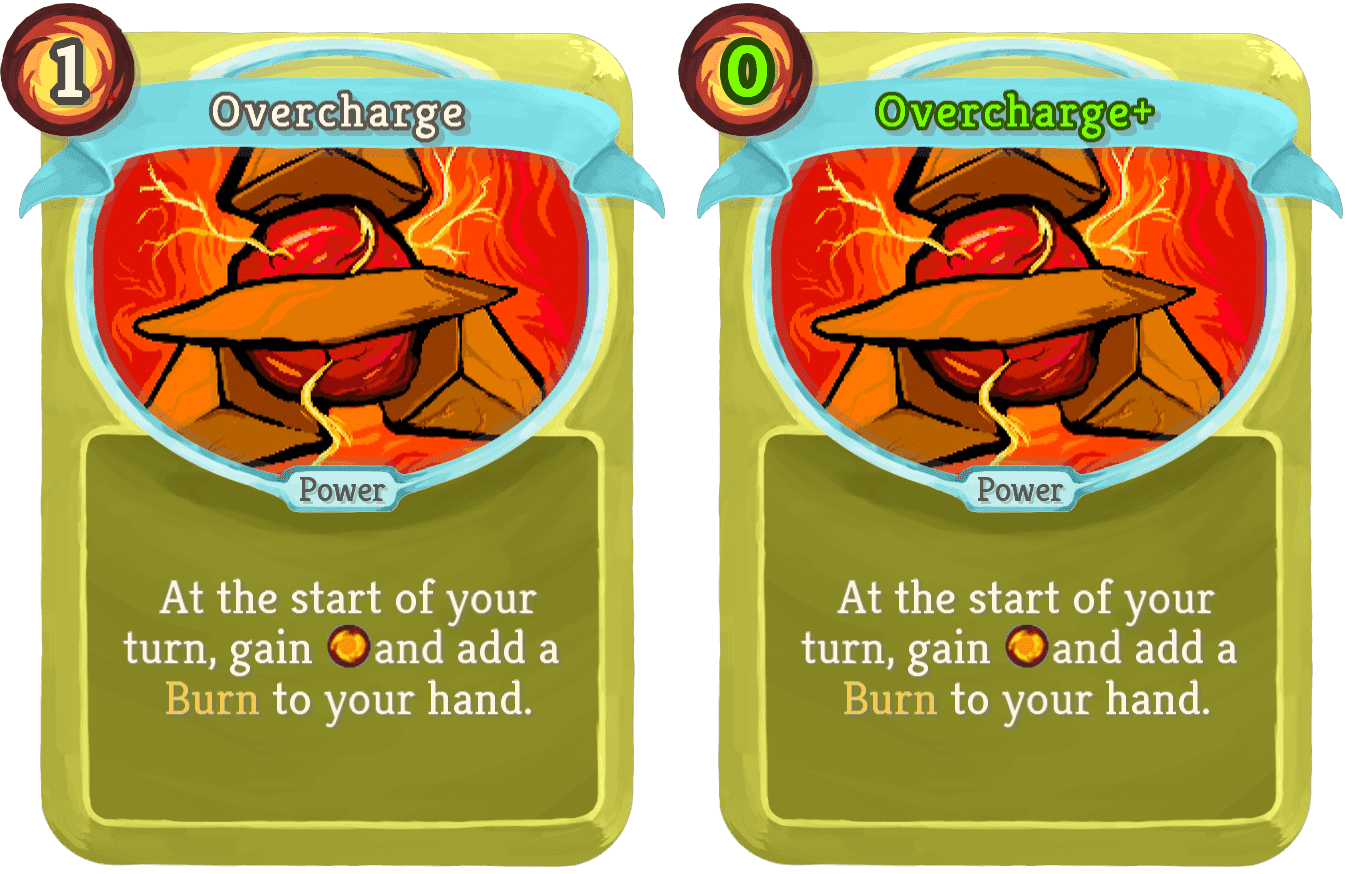 1
Overcharge
Power
At the start of your
turn, gain and add a
Burn to your hand.
0
Overcharge+
Power
At the start of your
turn, gain and add a
Burn to your hand.